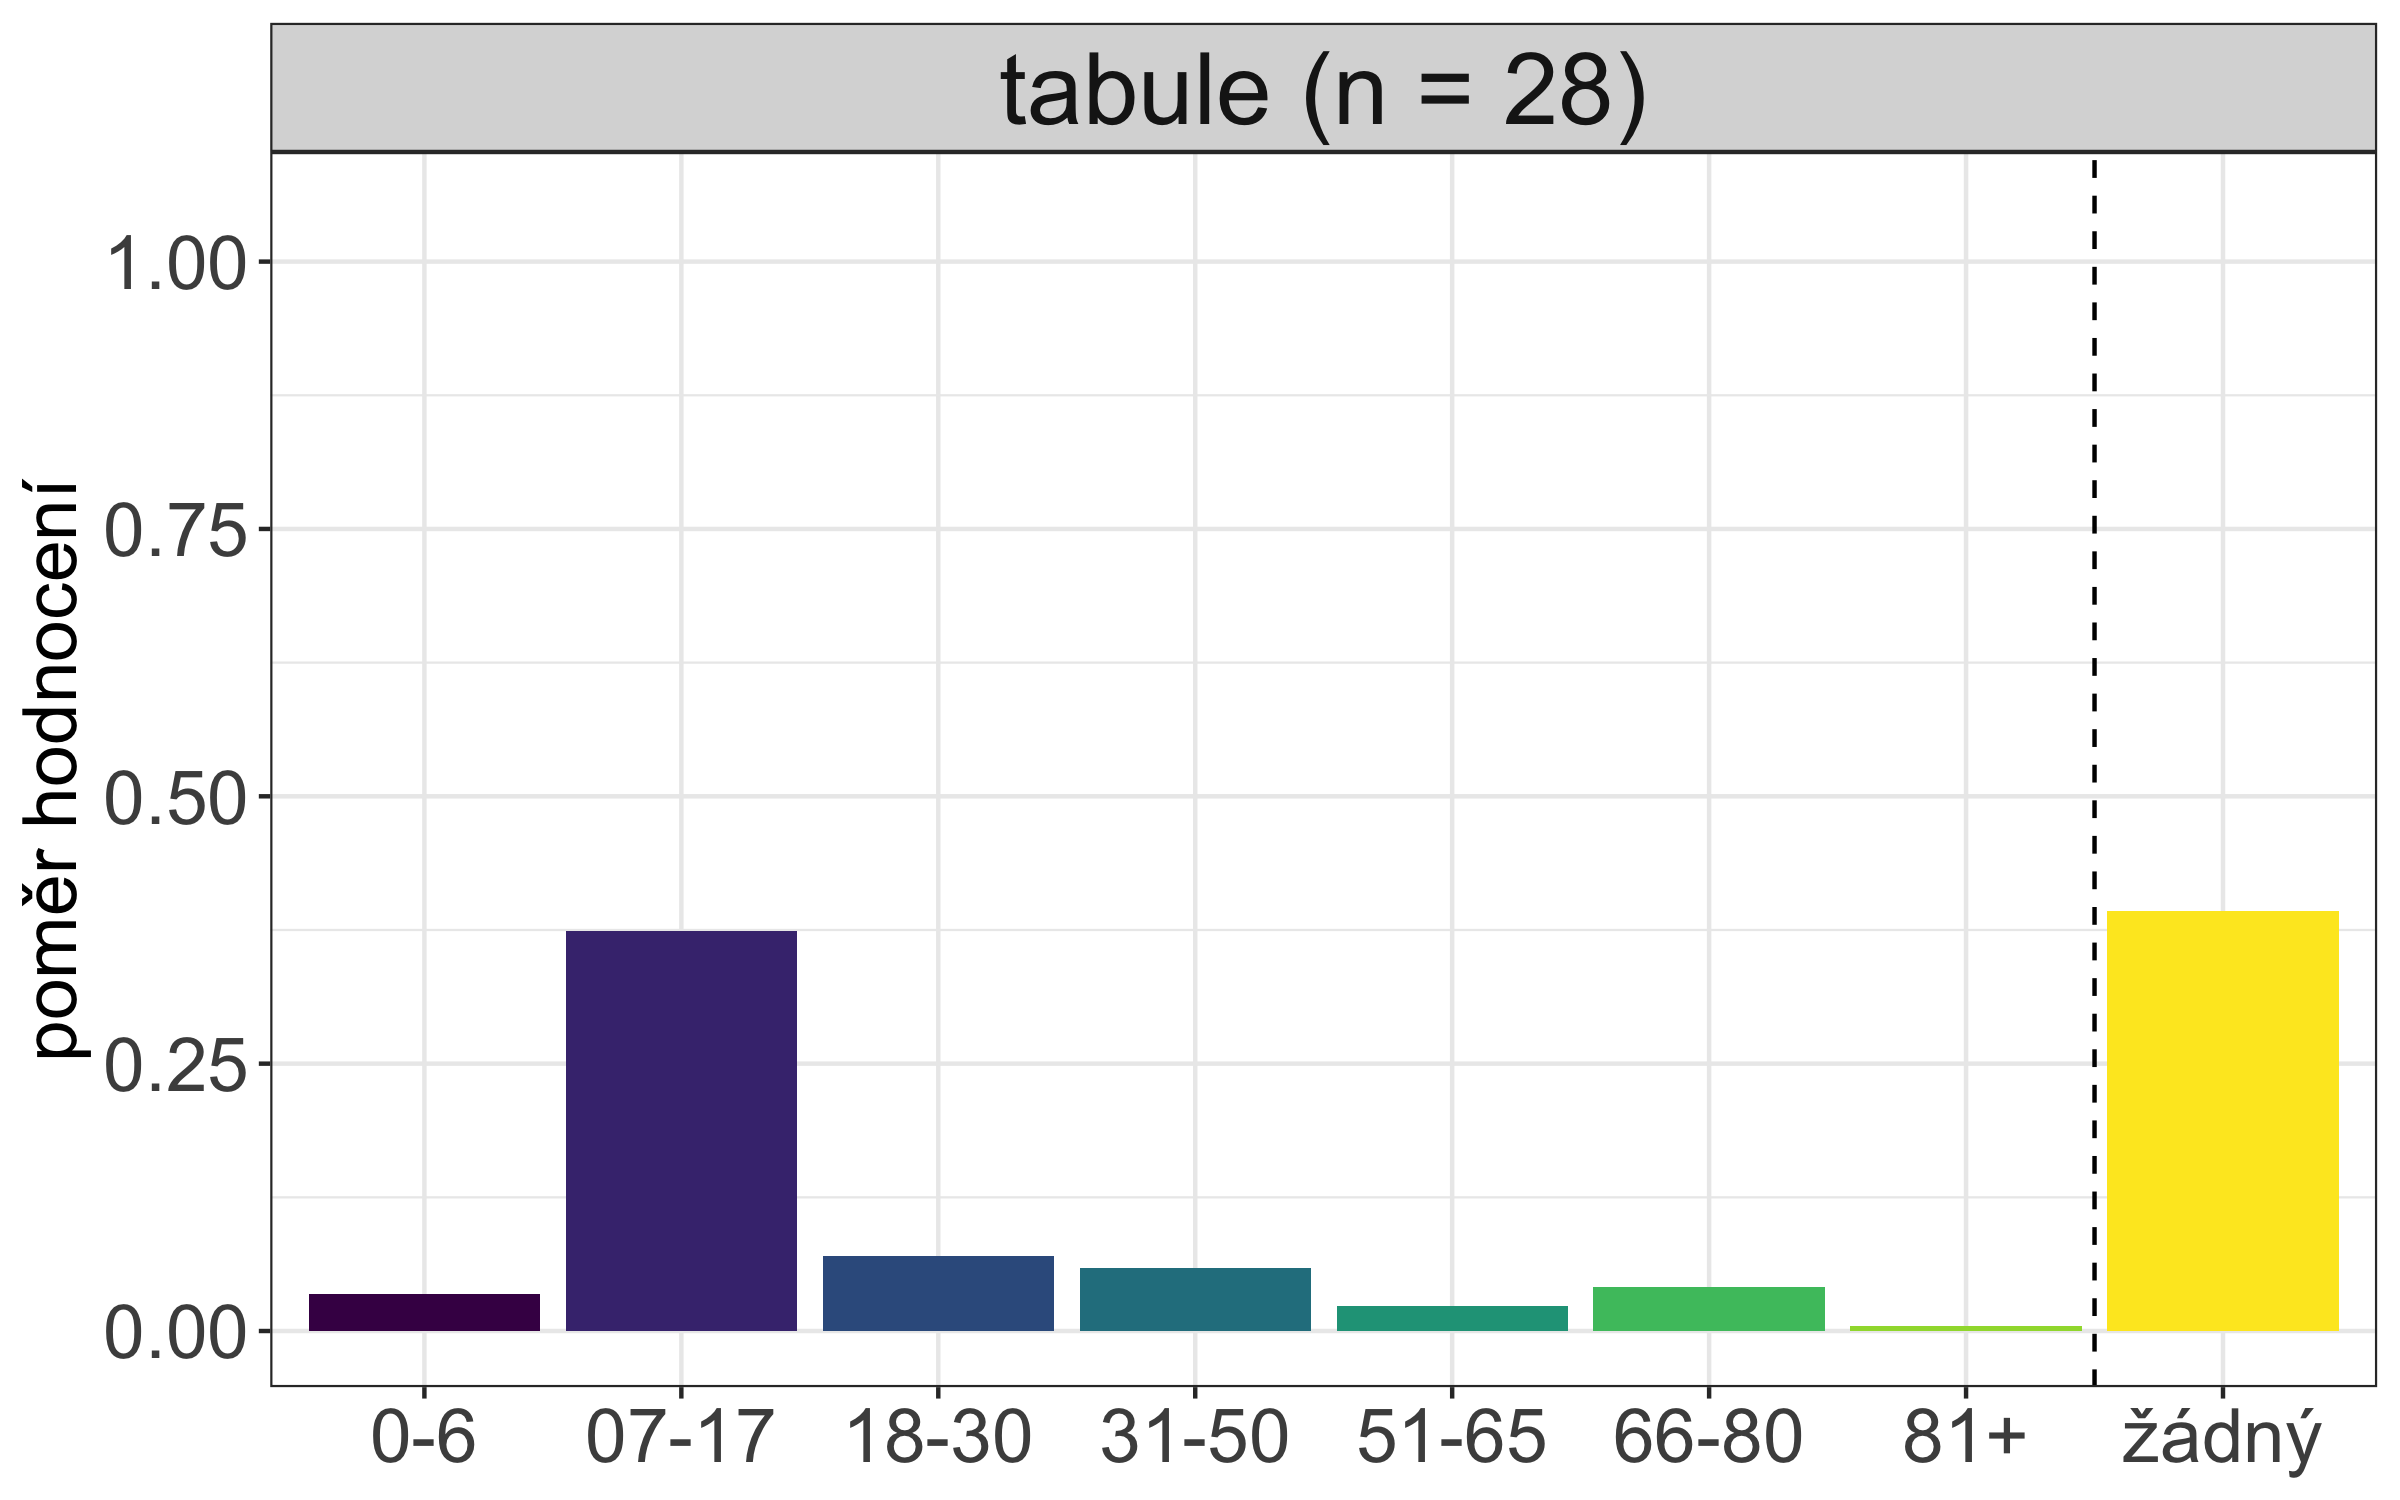 tabule (n = 28)
poměr hodnocení
1.00
0.75
0.50
0.25
0.00
0-6 07-17 18-30 31-50 51-65 66-80 81+ žádný